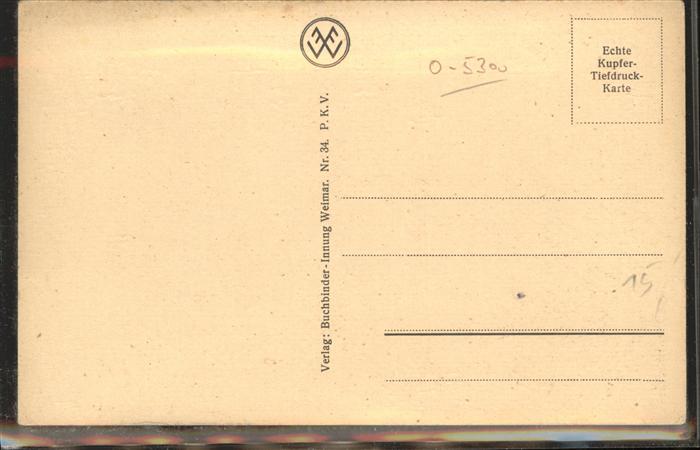 O-5300
Echte
Kupfer-
Tiefdruck-
Karte
Verlag: Buchbinder-Innung Weimar. Nr. 34. P. K. V.
15